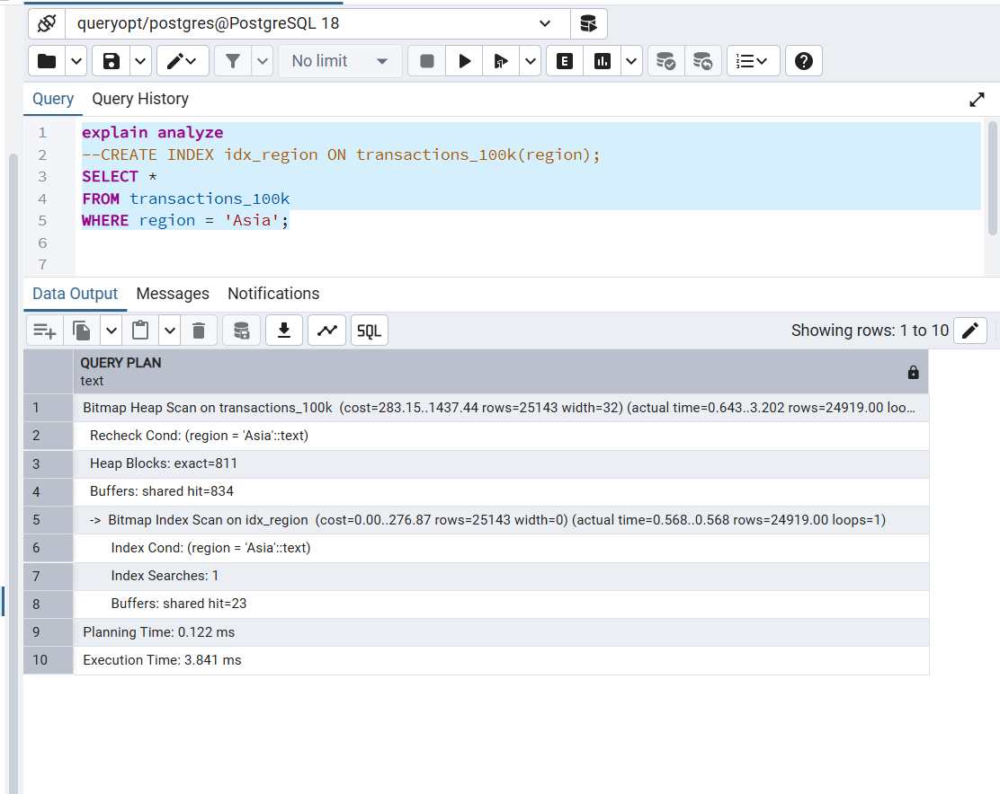 queryopt/postgres@PostgreSQL 18
No limit
E
Query Query History
1 explain analyze
2 --CREATE INDEX idx_region ON transactions_100k(region);
3 SELECT *
4 FROM transactions_100k
5 WHERE region = 'Asia';
6
7
Data Output Messages Notifications
SQL Showing rows: 1 to 10
QUERY PLAN
text
1 Bitmap Heap Scan on transactions_100k (cost=283.15..1437.44 rows=25143 width=32) (actual time=0.643..3.202 rows=24919.00 loo...
2 Recheck Cond: (region = 'Asia'::text)
3 Heap Blocks: exact=811
4 Buffers: shared hit=834
5 -> Bitmap Index Scan on idx_region (cost=0.00..276.87 rows=25143 width=0) (actual time=0.568..0.568 rows=24919.00 loops=1)
6 Index Cond: (region = 'Asia'::text)
7 Index Searches: 1
8 Buffers: shared hit=23
9 Planning Time: 0.122 ms
10 Execution Time: 3.841 ms